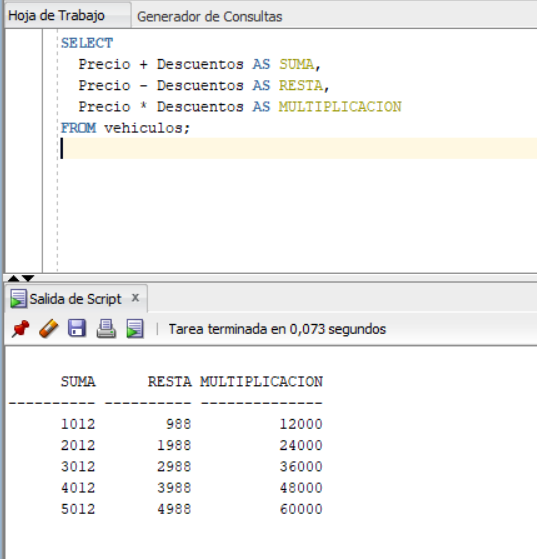 Hoja de Trabajo Generador de Consultas
SELECT
Precio + Descuentos AS SUMA,
Precio - Descuentos AS RESTA,
Precio * Descuentos AS MULTIPLICACION
FROM vehiculos;
Salida de Script x
Tarea terminada en 0,073 segundos
SUMA RESTA MULTIPLICACION
---------- ---------- --------------
1012 988 12000
2012 1988 24000
3012 2988 36000
4012 3988 48000
5012 4988 60000